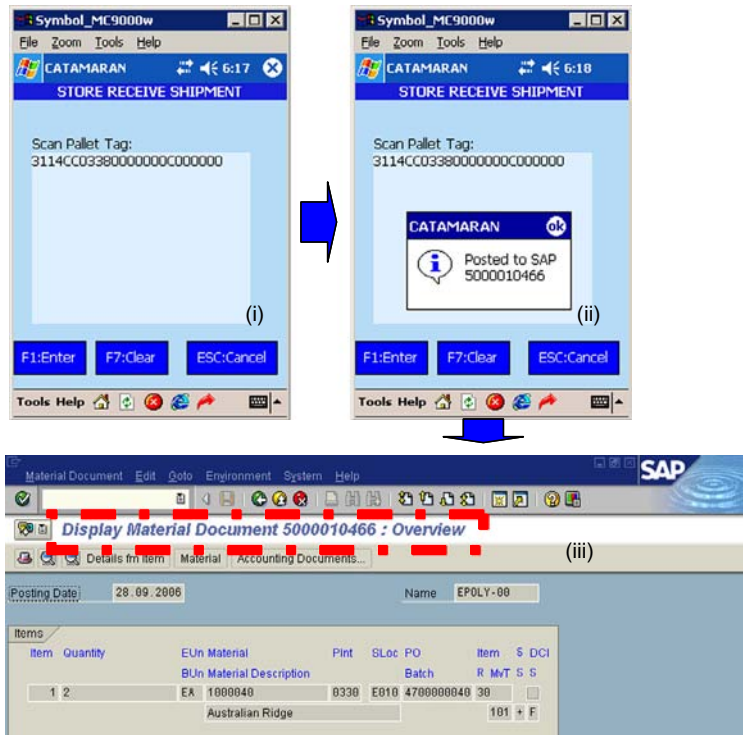 Symbol_MC9000w
File Zoom Tools Help
CATAMARAN 6:17
STORE RECEIVE SHIPMENT
Scan Pallet Tag:
3114CC03380000000C000000
(i)
F1:Enter F7:Clear ESC:Cancel
Tools Help
Symbol_MC9000w
File Zoom Tools Help
CATAMARAN 6:18
STORE RECEIVE SHIPMENT
Scan Pallet Tag:
3114CC03380000000C000000
CATAMARAN ok
Posted to SAP
5000010466
(ii)
F1:Enter F7:Clear ESC:Cancel
Tools Help
Material Document Edit Goto Environment System Help
SAP
Display Material Document 5000010466 : Overview
(iii)
Details fm item Material Accounting Documents...
Posting Date 28.09.2006 Name EPOLY-00
Items
Item Quantity EUn Material Plnt SLoc PO Item S DCI
BUn Material Description Batch R MvT S S
1 2 EA 1000040 0330 E010 4700000040 30
Australian Ridge 101 + F